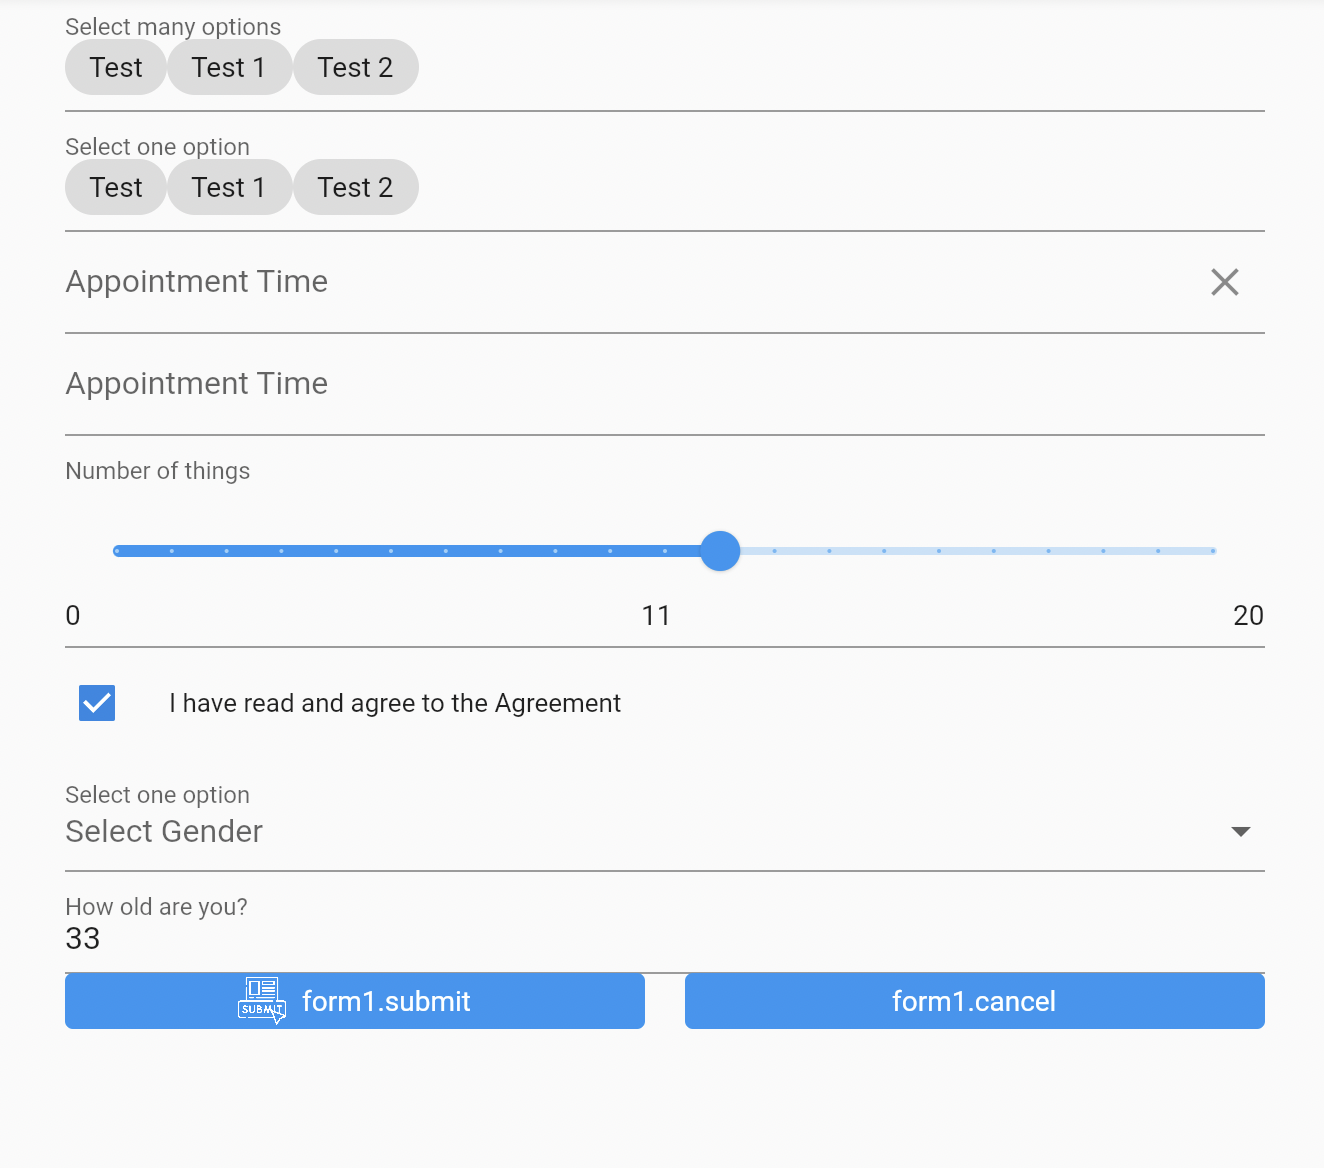 Select many options
Test Test 1 Test 2
Select one option
Test Test 1 Test 2
Appointment Time
Appointment Time
Number of things
0 11 20
I have read and agree to the Agreement
Select one option
Select Gender
How old are you?
33
SUBMIT form1.submit form1.cancel